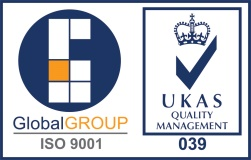 GlobalGROUP
ISO 9001
UKAS
QUALITY
MANAGEMENT
039